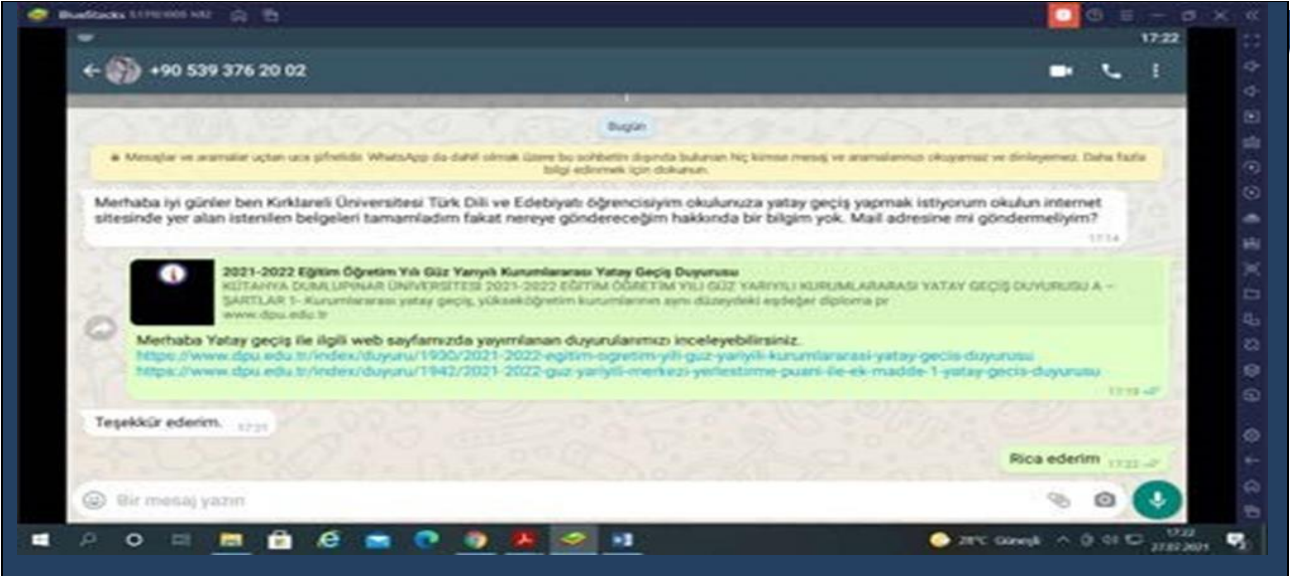 BlueStacks
17:22
+90 539 376 20 02
Bugün
Mesajlar ve aramalar uçtan uca şifrelidir. WhatsApp da dahil olmak üzere bu sohbetin dışında bulunan hiç kimse mesaj ve aramalarınızı okuyamaz ve dinleyemez. Daha fazla
bilgi edinmek için dokunun.
Merhaba iyi günler ben Kırklareli Üniversitesi Türk Dili ve Edebiyatı öğrencisiyim okulunuza yatay geçiş yapmak istiyorum okulun internet
sitesinde yer alan istenilen belgeleri tamamladım fakat nereye göndereceğim hakkında bir bilgim yok. Mail adresine mi göndermeliyim?
17:14
2021-2022 Eğitim Öğretim Yılı Güz Yarıyılı Kurumlararası Yatay Geçiş Duyurusu
KÜTAHYA DUMLUPINAR ÜNİVERSİTESİ 2021-2022 EĞİTİM ÖĞRETİM YILI GÜZ YARIYILI KURUMLARARASI YATAY GEÇİŞ DUYURUSU A –
ŞARTLAR 1- Kurumlararası yatay geçiş, yükseköğretim kurumlarının aynı düzeydeki eşdeğer diploma pr
www.dpu.edu.tr
Merhaba Yatay geçiş ile ilgili web sayfamızda yayımlanan duyurularımızı inceleyebilirsiniz.
https://www.dpu.edu.tr/index/duyuru/1930/2021-2022-egitim-ogretim-yili-guz-yariyili-kurumlararasi-yatay-gecis-duyurusu
https://www.dpu.edu.tr/index/duyuru/1942/2021-2022-guz-yariyili-merkezi-yerlestirme-puani-ile-ek-madde-1-yatay-gecis-duyurusu
17:19
Teşekkür ederim. 17:21
Rica ederim 17:22
Bir mesaj yazın
28°C Güneşli
17:22
27.07.2021